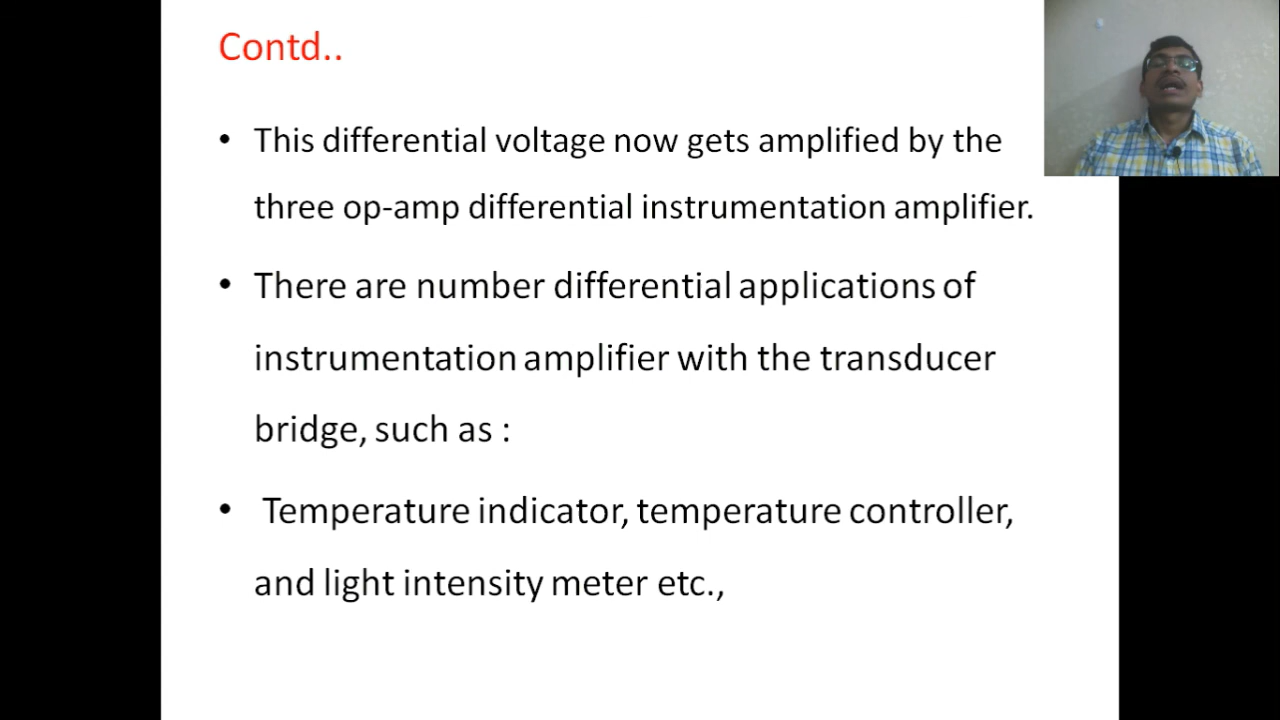 Contd..
• This differential voltage now gets amplified by the
three op-amp differential instrumentation amplifier.
• There are number differential applications of
instrumentation amplifier with the transducer
bridge, such as :
• Temperature indicator, temperature controller,
and light intensity meter etc.,